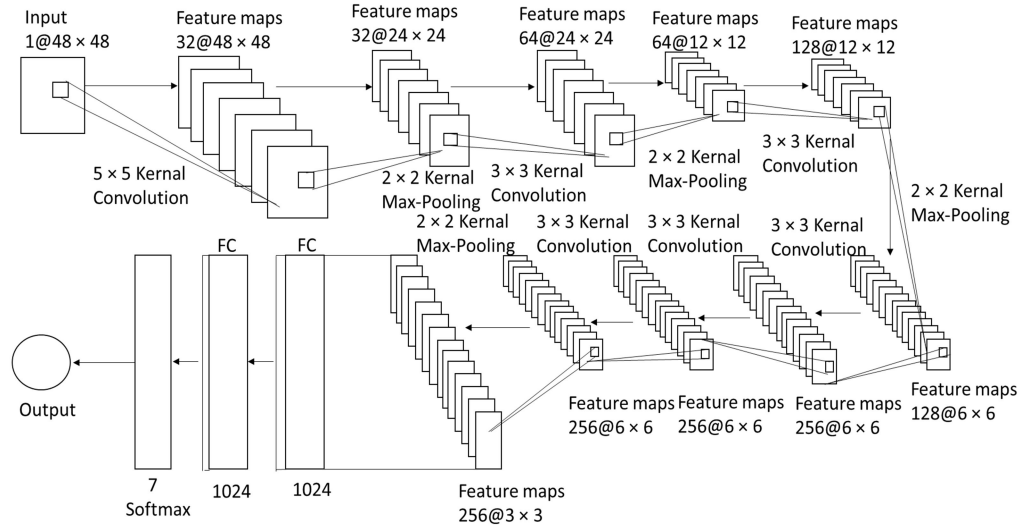 Input
1@48 × 48
Feature maps
32@48 × 48
Feature maps
32@24 × 24
Feature maps
64@24 × 24
Feature maps
64@12 × 12
Feature maps
128@12 × 12
5 × 5 Kernal
Convolution
2 × 2 Kernal
Max-Pooling
3 × 3 Kernal
Convolution
2 × 2 Kernal
Max-Pooling
3 × 3 Kernal
Convolution
2 × 2 Kernal
Max-Pooling
2 × 2 Kernal
Max-Pooling
3 × 3 Kernal
Convolution
3 × 3 Kernal
Convolution
3 × 3 Kernal
Convolution
FC
FC
Output
7
Softmax
1024
1024
Feature maps
256@3 × 3
Feature maps
256@6 × 6
Feature maps
256@6 × 6
Feature maps
256@6 × 6
Feature maps
128@6 × 6